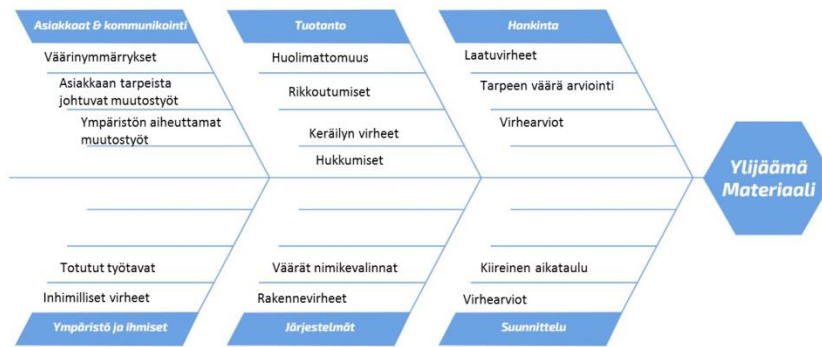 Asiakkaat & kommunikointi
Väärinymmärrykset
Asiakkaan tarpeista
johtuvat muutostyöt
Ympäristön aiheuttamat
muutostyöt
Tuotanto
Huolimattomuus
Rikkoutumiset
Keräilyn virheet
Hukkumiset
Hankinta
Laatuvirheet
Tarpeen väärä arviointi
Virhearviot
Ylijäämä
Materiaali
Totutut työtavat
Inhimilliset virheet
Ympäristö ja ihmiset
Väärät nimikevalinnat
Rakennevirheet
Järjestelmät
Kiireinen aikataulu
Virhearviot
Suunnittelu